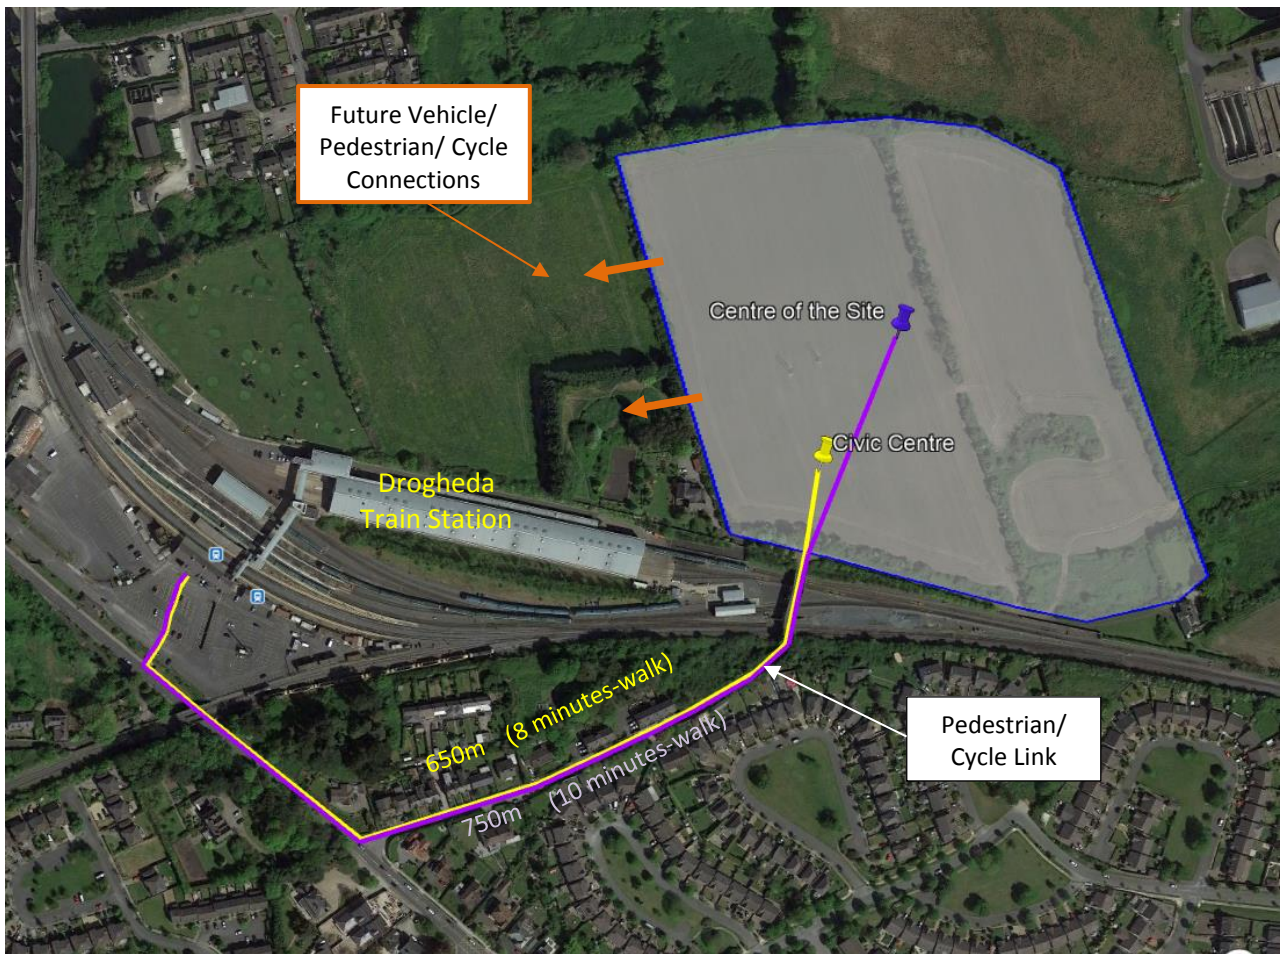 Future Vehicle/
Pedestrian/ Cycle
Connections
Centre of the Site
Civic Centre
Drogheda
Train Station
650m (8 minutes-walk)
750m (10 minutes-walk)
Pedestrian/
Cycle Link